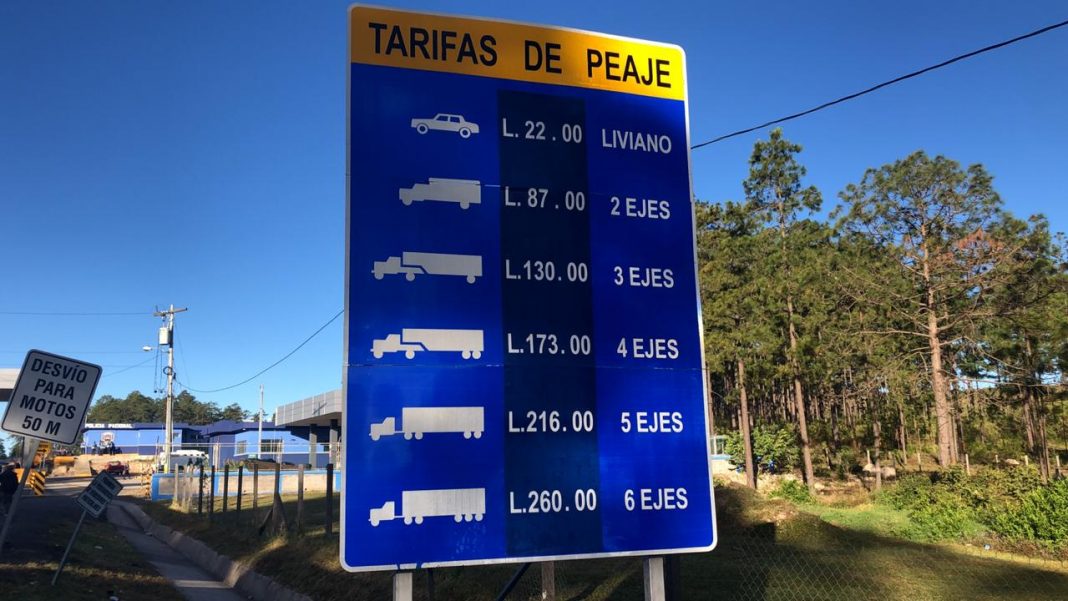 TARIFAS DE PEAJE
L. 22.00 LIVIANO
L. 87.00 2 EJES
L.130.00 3 EJES
L.173.00 4 EJES
L.216.00 5 EJES
L.260.00 6 EJES
DESVÍO
PARA
MOTOS
50 M